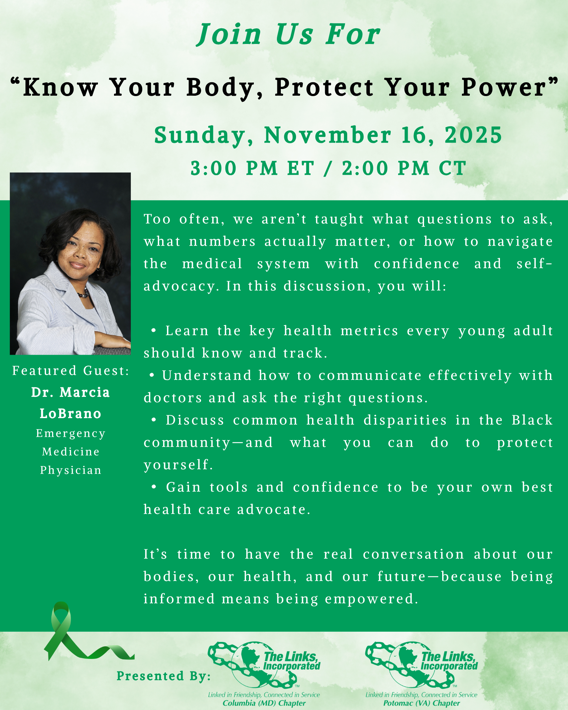 Join Us For
“Know Your Body, Protect Your Power”
Sunday, November 16, 2025
3:00 PM ET / 2:00 PM CT
Too often, we aren’t taught what questions to ask,
what numbers actually matter, or how to navigate
the medical system with confidence and self-
advocacy. In this discussion, you will:
• Learn the key health metrics every young adult
should know and track.
• Understand how to communicate effectively with
doctors and ask the right questions.
• Discuss common health disparities in the Black
community—and what you can do to protect
yourself.
• Gain tools and confidence to be your own best
health care advocate.
It’s time to have the real conversation about our
bodies, our health, and our future—because being
informed means being empowered.
Featured Guest:
Dr. Marcia
LoBrano
Emergency
Medicine
Physician
Presented By:
The Links,
Incorporated
Linked in Friendship, Connected in Service
Columbia (MD) Chapter
The Links,
Incorporated
Linked in Friendship, Connected in Service
Potomac (VA) Chapter